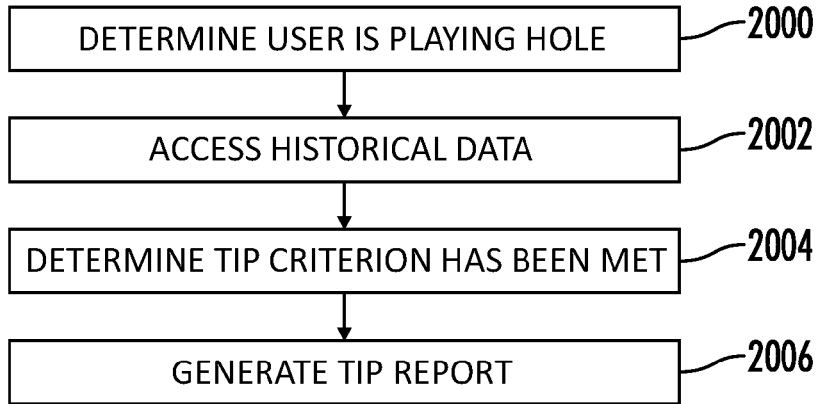 DETERMINE USER IS PLAYING HOLE
2000
ACCESS HISTORICAL DATA
2002
DETERMINE TIP CRITERION HAS BEEN MET
2004
GENERATE TIP REPORT
2006